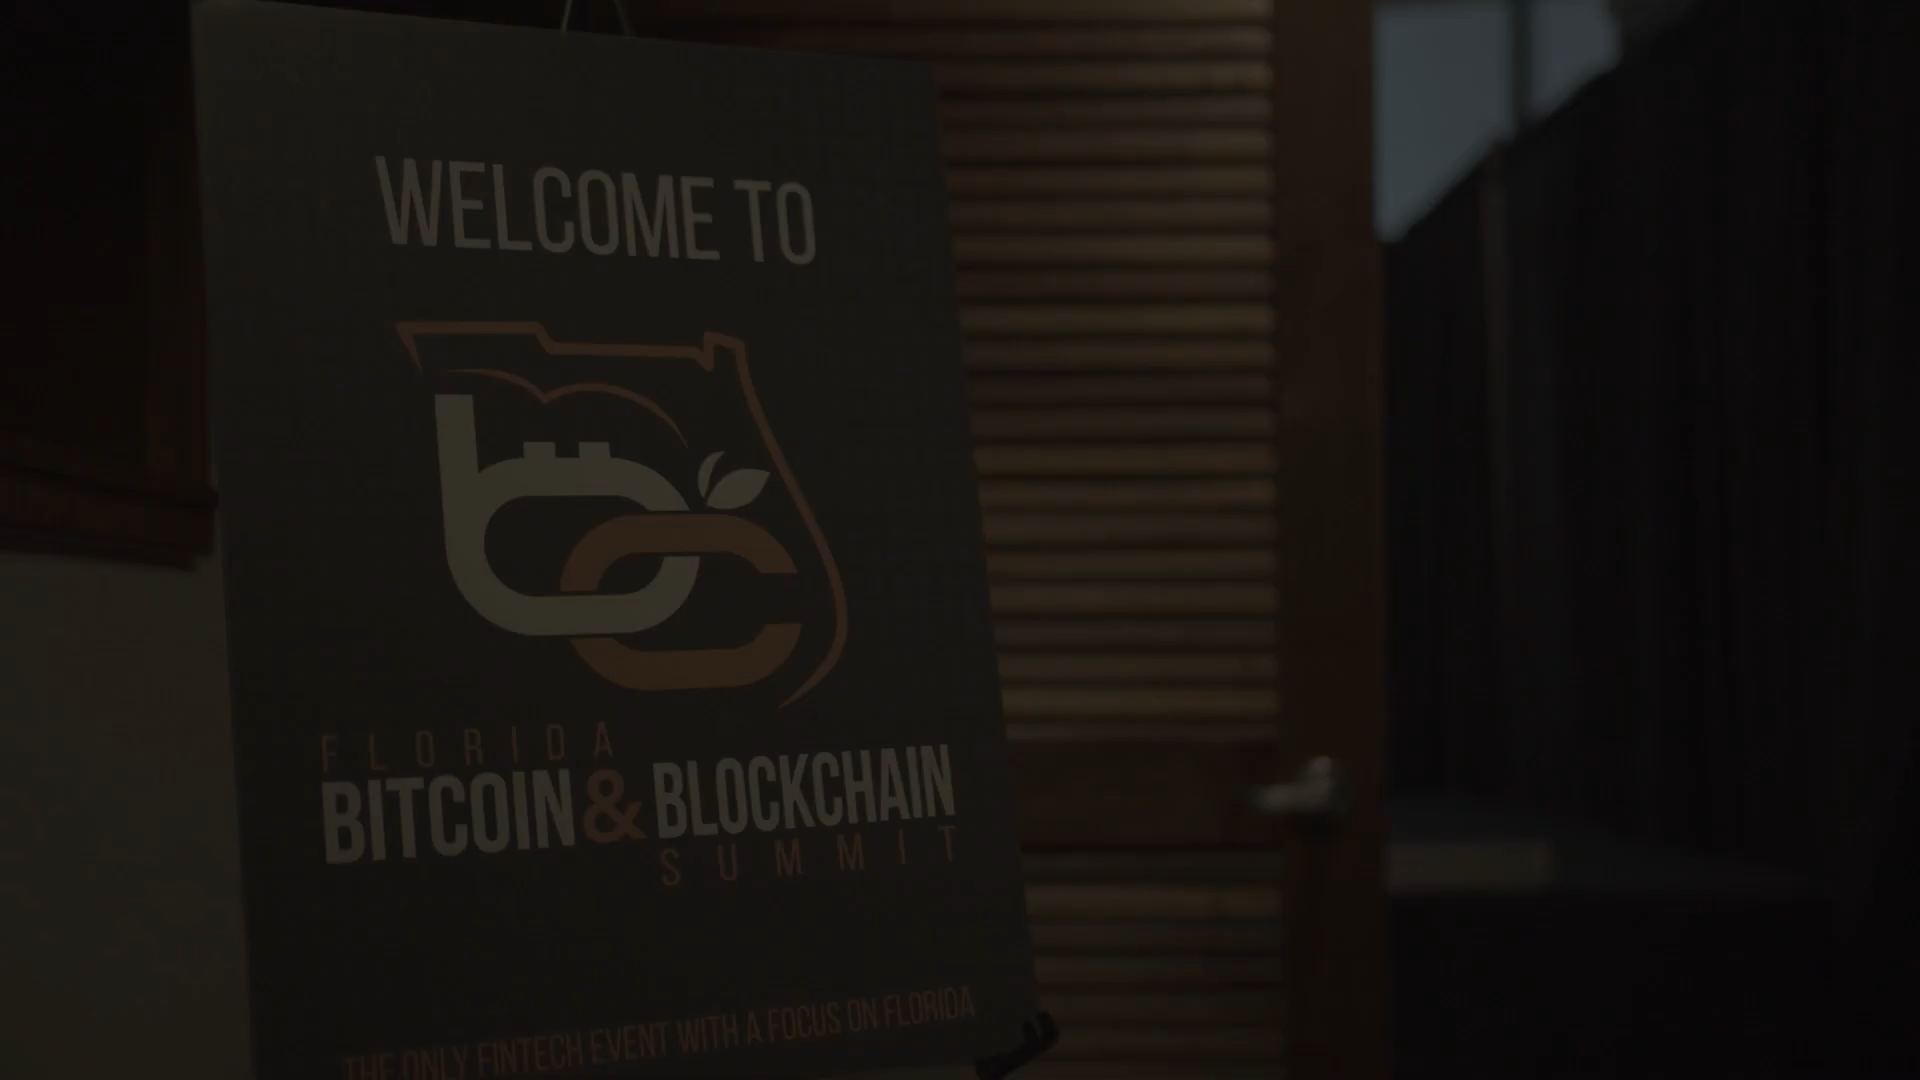 WELCOME TO
FLORIDA
BITCOIN & BLOCKCHAIN
SUMMIT
THE ONLY FINTECH EVENT WITH A FOCUS ON FLORIDA